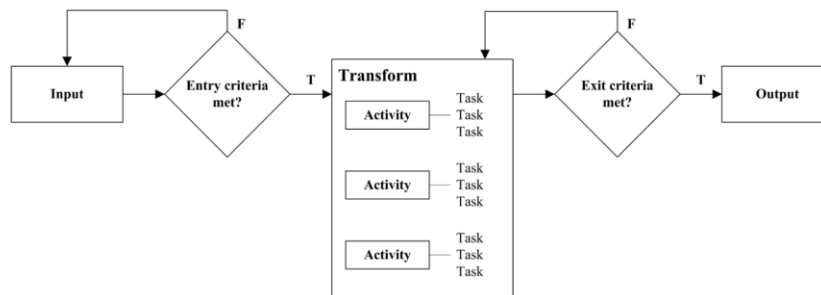 F
F
Input
Entry criteria
met?
T
Transform
Exit criteria
met?
T
Output
Activity
Task
Task
Task
Activity
Task
Task
Task
Activity
Task
Task
Task